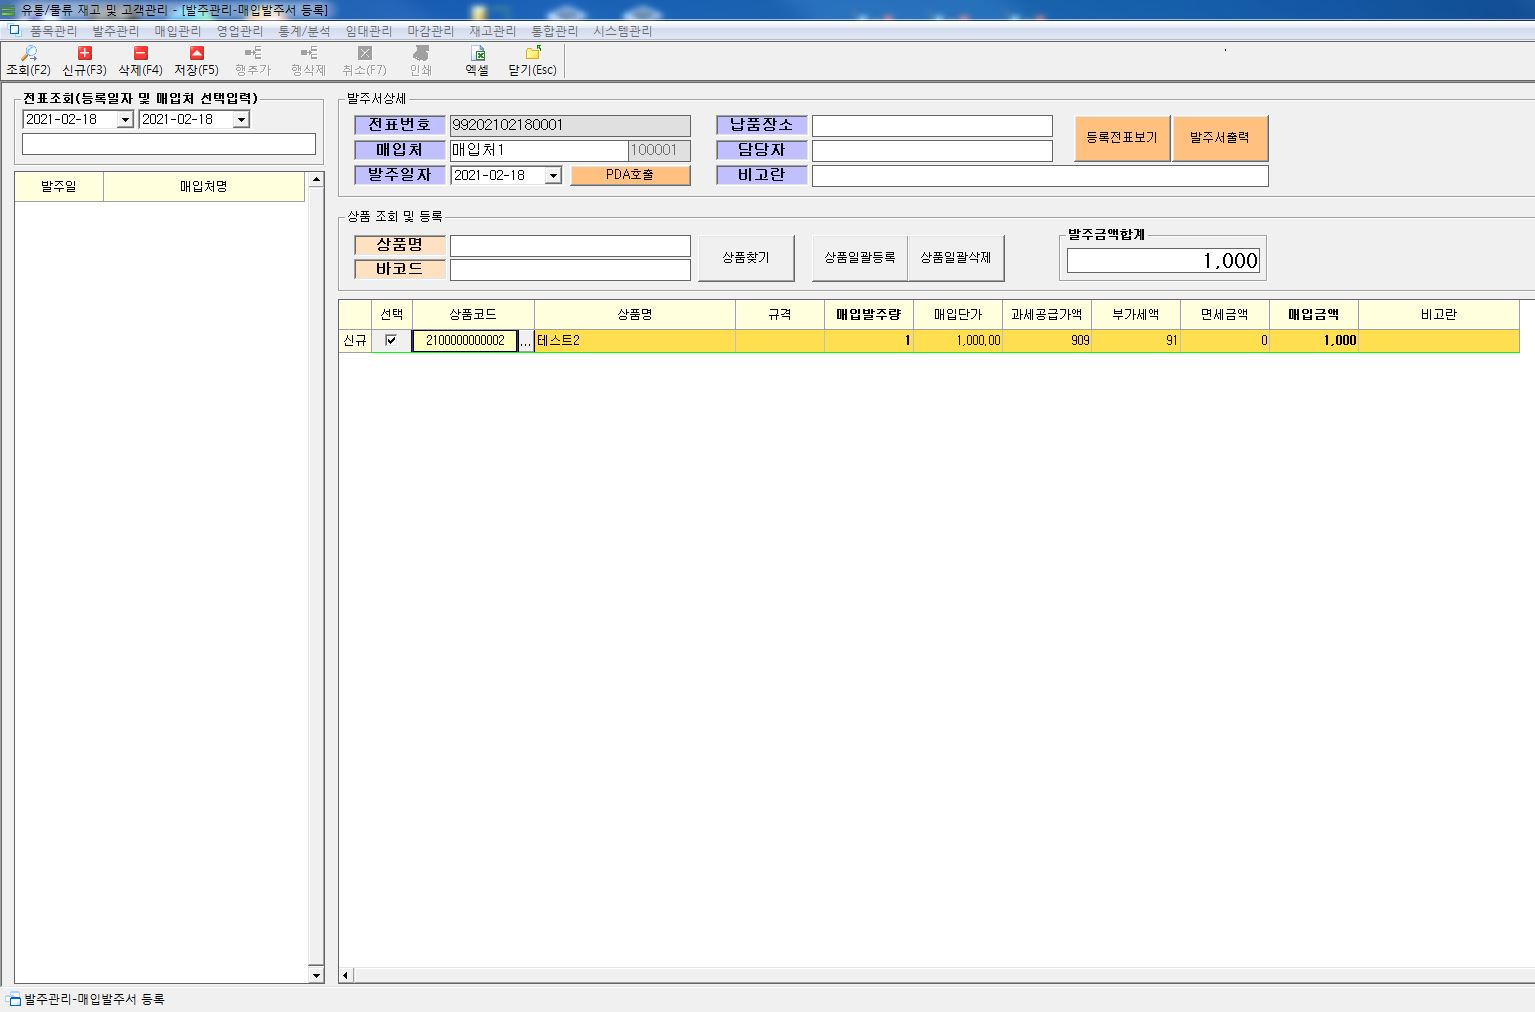 유통/물류 재고 및 고객관리 - [발주관리-매입발주서 등록]
품목관리 발주관리 매입관리 영업관리 통계/분석 임대관리 마감관리 재고관리 통합관리 시스템관리
조회(F2) 신규(F3) 삭제(F4) 저장(F5) 행추가 행삭제 취소(F7) 인쇄 엑셀 닫기(Esc)
전표조회(등록일자 및 매입처 선택입력)
2021-02-18 2021-02-18
발주일 매입처명
발주서상세
전표번호 99202102180001 납품장소
매입처 매입처1 100001 담당자
발주일자 2021-02-18 PDA호출 비고란
등록전표보기 발주서출력
상품 조회 및 등록
상품명
바코드
상품찾기 상품일괄등록 상품일괄삭제
발주금액합계
1,000
선택 상품코드 상품명 규격 매입발주량 매입단가 과세공급가액 부가세액 면세금액 매입금액 비고란
신규 2100000000002 ... 테스트2 1 1,000.00 909 91 0 1,000
발주관리-매입발주서 등록